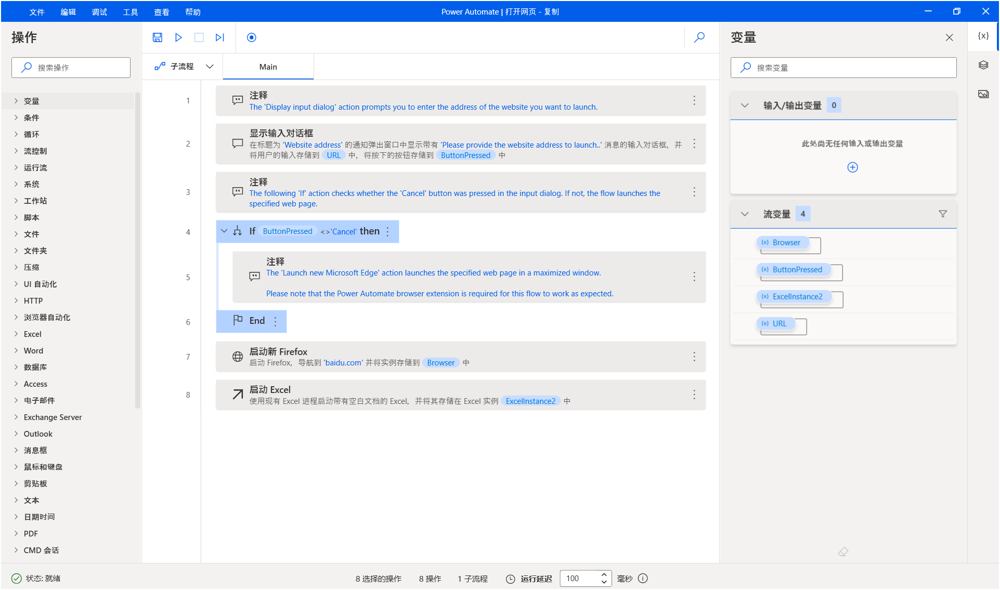 文件 编辑 调试 工具 查看 帮助
Power Automate | 打开网页 - 复制
操作
搜索操作
变量
条件
循环
流控制
运行流
系统
工作站
脚本
文件
文件夹
压缩
UI 自动化
HTTP
浏览器自动化
Excel
Word
数据库
Access
电子邮件
Exchange Server
Outlook
消息框
鼠标和键盘
剪贴板
文本
日期时间
PDF
CMD 会话
子流程
Main
1
注释
The 'Display input dialog' action prompts you to enter the address of the website you want to launch.
2
显示输入对话框
在标题为 'Website address' 的通知弹出窗口中显示带有 'Please provide the website address to launch..' 消息的输入对话框，并
将用户的输入存储到 URL 中，将按下的按钮存储到 ButtonPressed 中
3
注释
The following 'If' action checks whether the 'Cancel' button was pressed in the input dialog. If not, the flow launches the
specified web page.
4
If ButtonPressed <>'Cancel' then
5
注释
The 'Launch new Microsoft Edge' action launches the specified web page in a maximized window.
Please note that the Power Automate browser extension is required for this flow to work as expected.
6
End
7
启动新 Firefox
启动 Firefox，导航到 'baidu.com' 并将实例存储到 Browser 中
8
启动 Excel
使用现有 Excel 进程启动带有空白文档的 Excel，并将其存储在 Excel 实例 ExcelInstance2 中
变量
搜索变量
输入/输出变量 0
此处尚无任何输入或输出变量
流变量 4
(x) Browser
(x) ButtonPressed
(x) ExcelInstance2
(x) URL
{x}
状态: 就绪
8 选择的操作 8 操作 1 子流程 运行延迟 100 毫秒